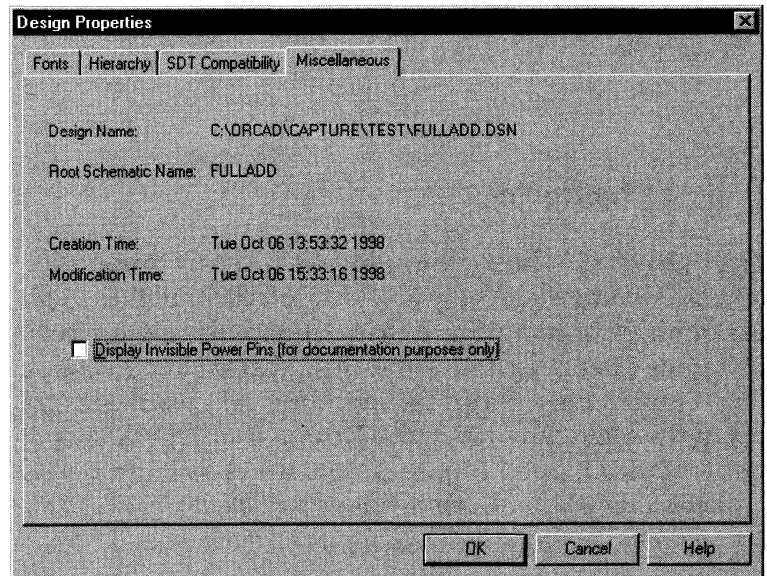 Design Properties
Fonts Hierarchy SDT Compatibility Miscellaneous
Design Name: C:\ORCAD\CAPTURE\TEST\FULLADD.DSN
Root Schematic Name: FULLADD
Creation Time: Tue Oct 06 13:53:32 1998
Modification Time: Tue Oct 06 15:33:16 1998
Display Invisible Power Pins (for documentation purposes only)
OK Cancel Help